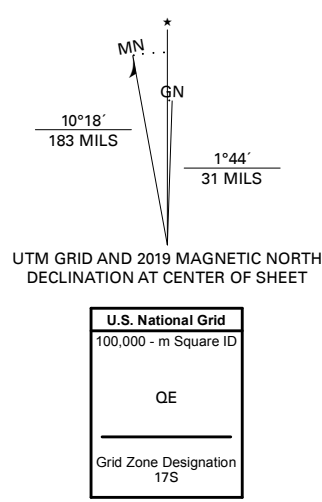 ★
MN
GN
10°18´
183 MILS
1°44´
31 MILS
UTM GRID AND 2019 MAGNETIC NORTH
DECLINATION AT CENTER OF SHEET
U.S. National Grid
100,000 - m Square ID
QE
Grid Zone Designation
17S